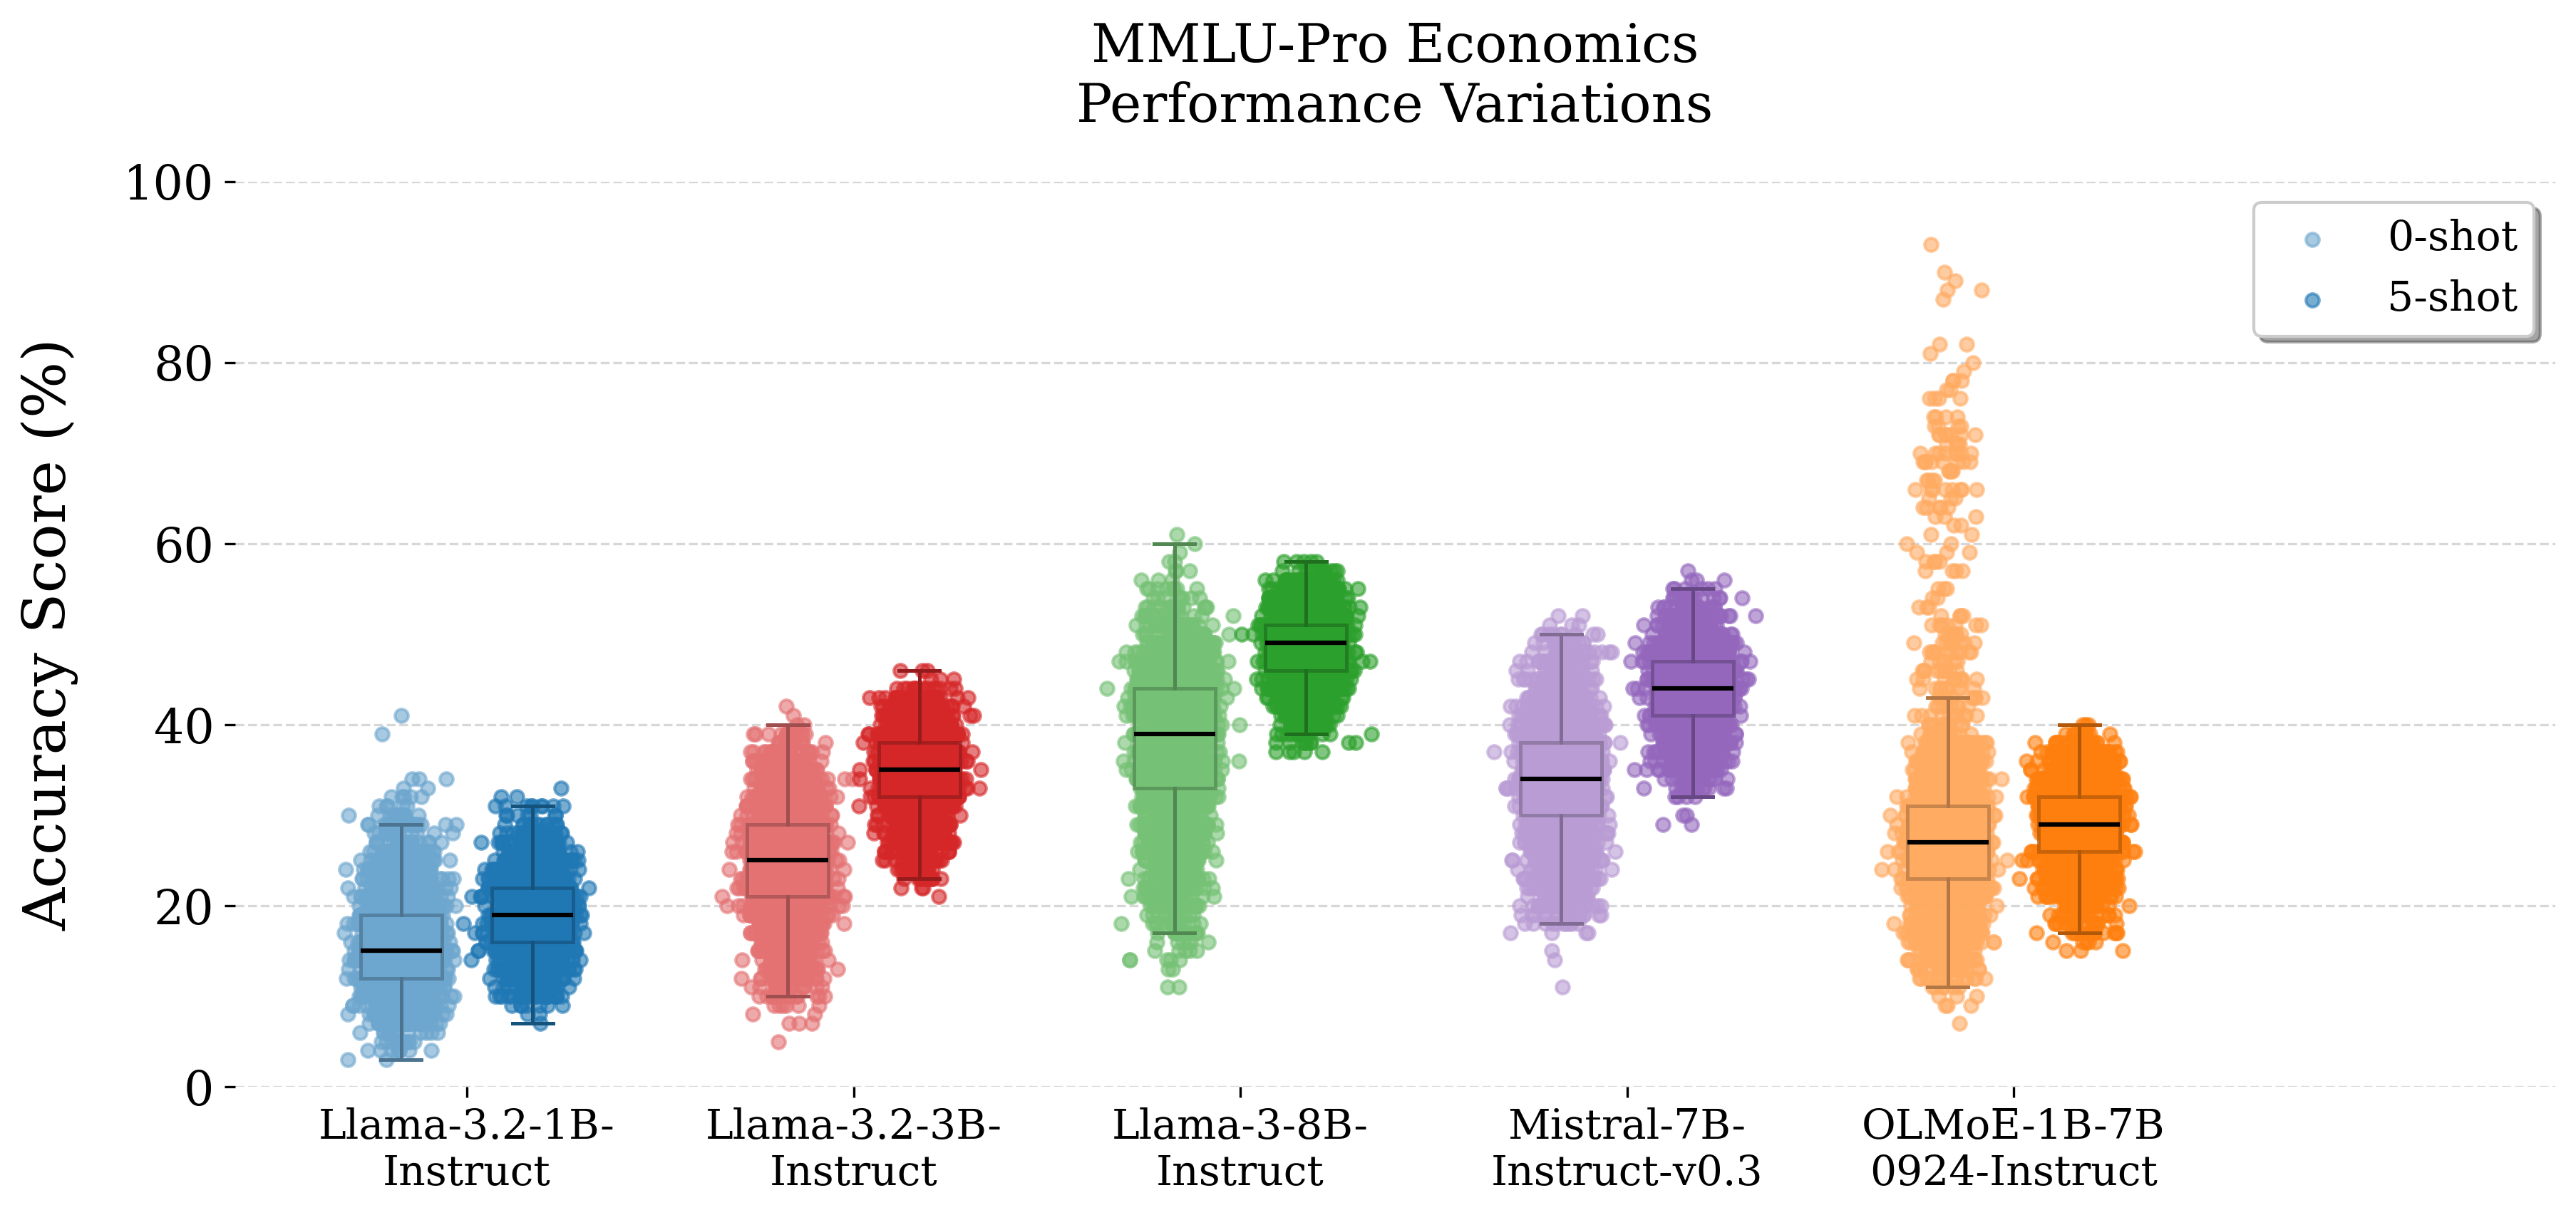 MMLU-Pro Economics
Performance Variations
Accuracy Score (%)
100
80
60
40
20
0
0-shot
5-shot
Llama-3.2-1B-
Instruct
Llama-3.2-3B-
Instruct
Llama-3-8B-
Instruct
Mistral-7B-
Instruct-v0.3
OLMoE-1B-7B
0924-Instruct